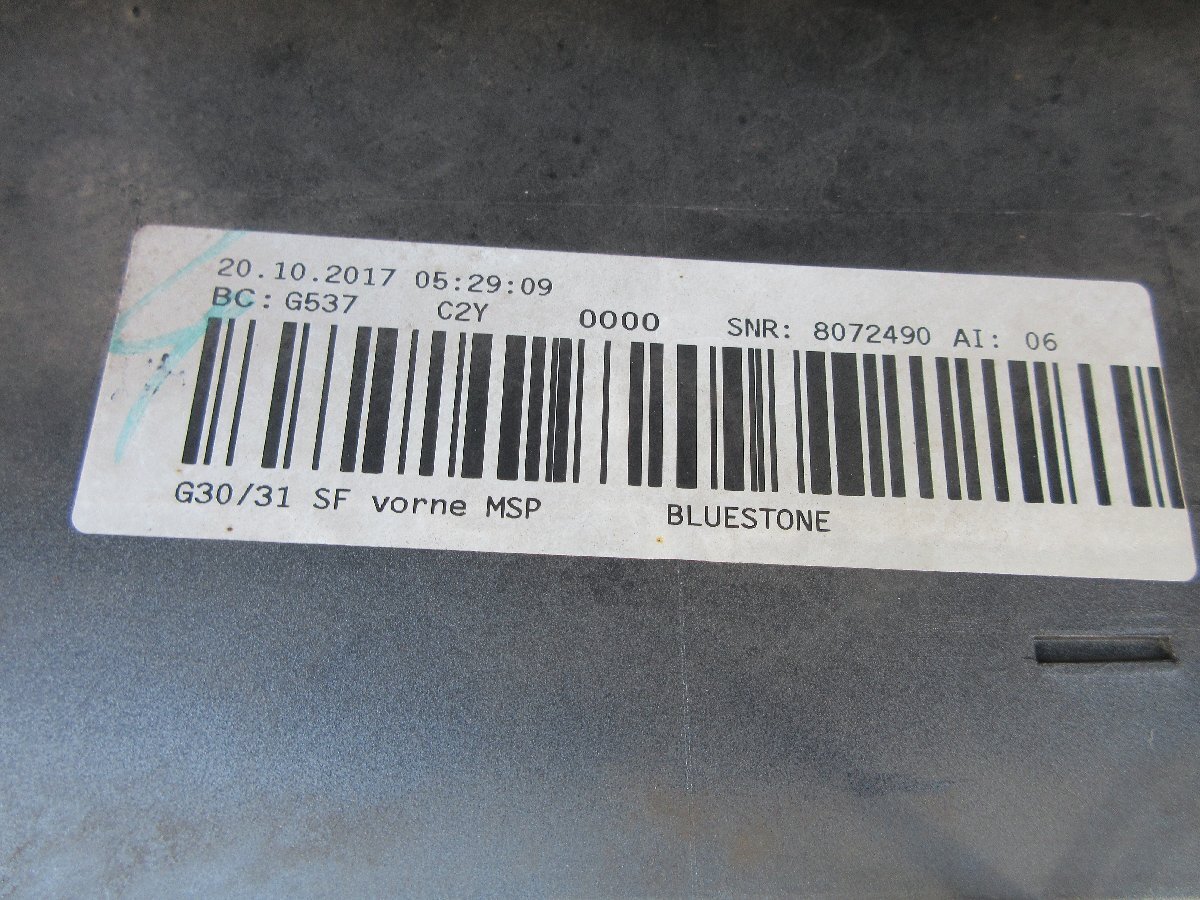 20.10.2017 05:29:09
BC: G537 C2Y 0000 SNR: 8072490 AI: 06
G30/31 SF vorne MSP BLUESTONE